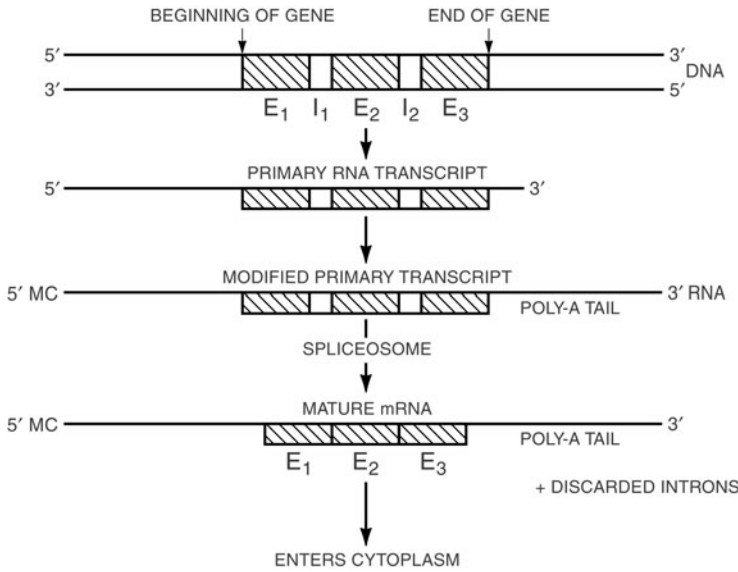 BEGINNING OF GENE END OF GENE
5′ 3′
DNA
3′ 5′
E1 I1 E2 I2 E3
PRIMARY RNA TRANSCRIPT
5′ 3′
MODIFIED PRIMARY TRANSCRIPT
5′ MC 3′ RNA
POLY-A TAIL
SPLICEOSOME
MATURE mRNA
5′ MC 3′
POLY-A TAIL
E1 E2 E3
+ DISCARDED INTRONS
ENTERS CYTOPLASM